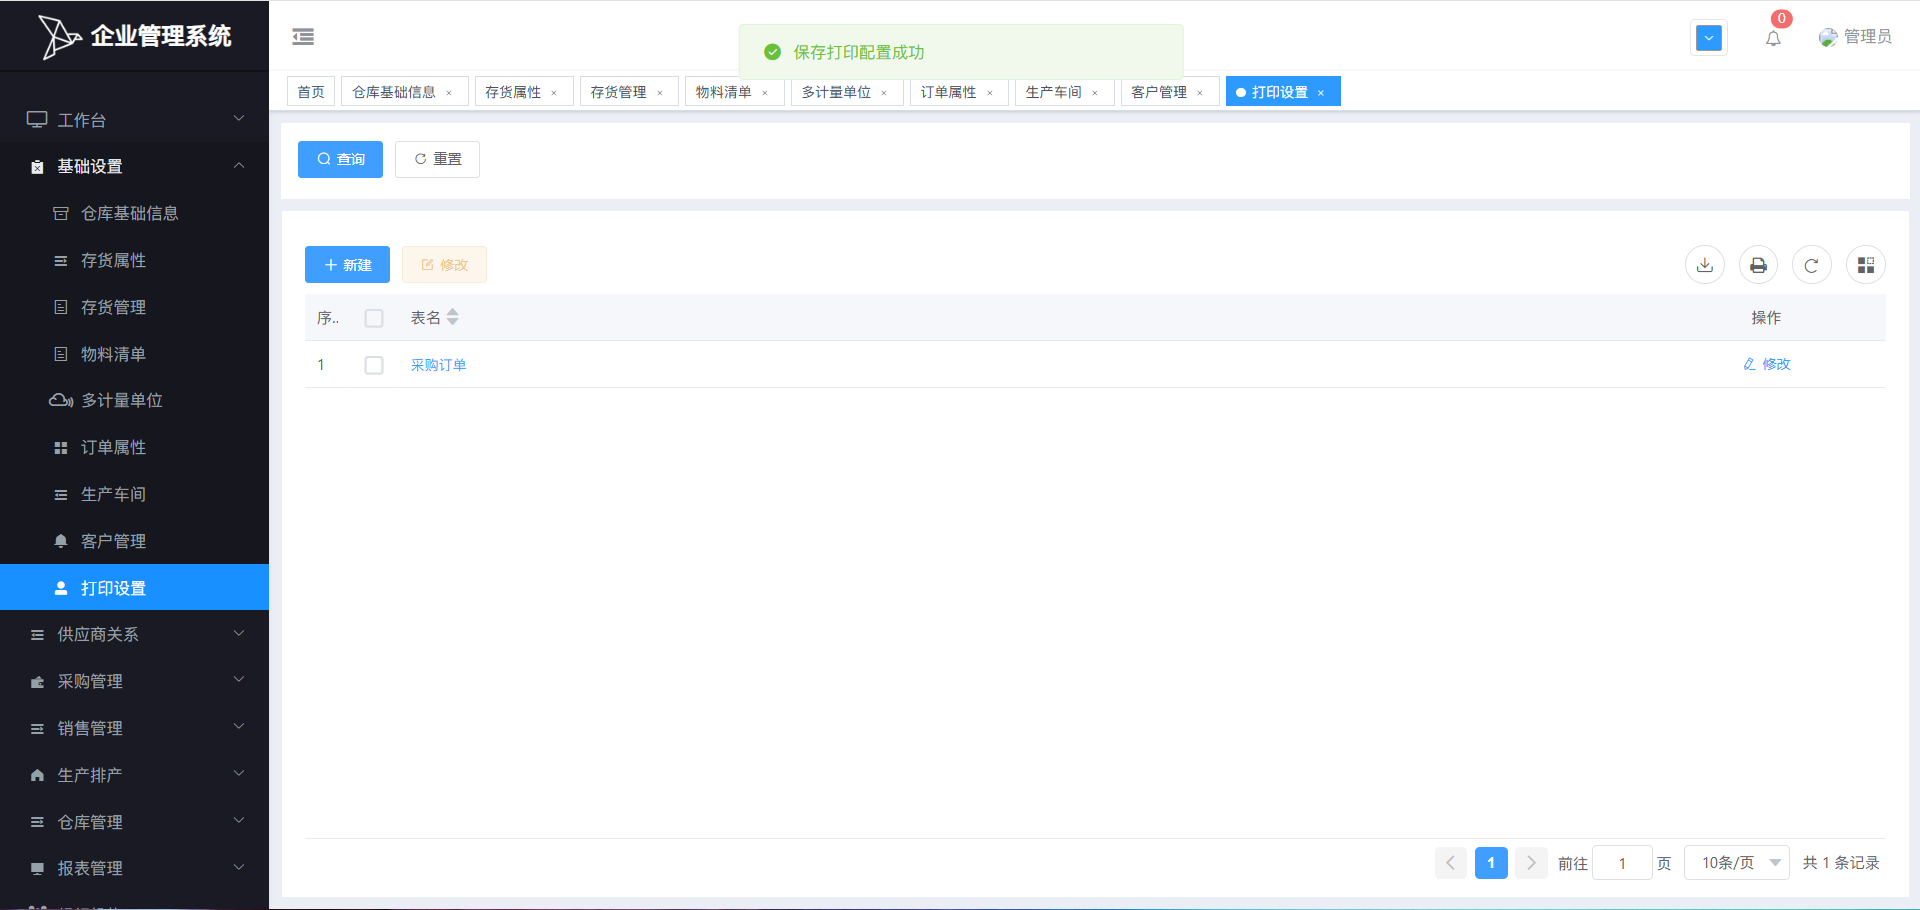 企业管理系统
保存打印配置成功
0
管理员
首页 仓库基础信息 × 存货属性 × 存货管理 × 物料清单 × 多计量单位 × 订单属性 × 生产车间 × 客户管理 × 打印设置 ×
工作台
基础设置
仓库基础信息
存货属性
存货管理
物料清单
多计量单位
订单属性
生产车间
客户管理
打印设置
供应商关系
采购管理
销售管理
生产排产
仓库管理
报表管理
查询 重置
新建 修改
序.. 表名 操作
1 采购订单 修改
1 前往 1 页 10条/页 共 1 条记录